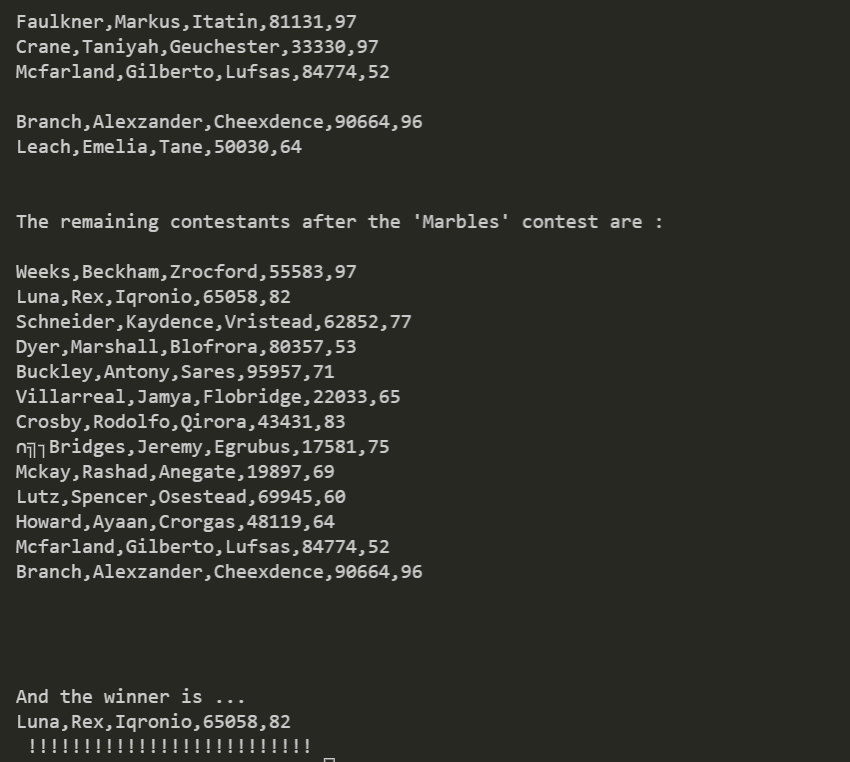 Faulkner,Markus,Itatin,81131,97
Crane,Taniyah,Geuchester,33330,97
Mcfarland,Gilberto,Lufsas,84774,52
Branch,Alexzander,Cheexdence,90664,96
Leach,Emelia,Tane,50030,64
The remaining contestants after the 'Marbles' contest are :
Weeks,Beckham,Zrocford,55583,97
Luna,Rex,Iqronio,65058,82
Schneider,Kaydence,Vristead,62852,77
Dyer,Marshall,Blofrora,80357,53
Buckley,Antony,Sares,95957,71
Villarreal,Jamya,Flobridge,22033,65
Crosby,Rodolfo,Qirora,43431,83
∩╗┐Bridges,Jeremy,Egrubus,17581,75
Mckay,Rashad,Anegate,19897,69
Lutz,Spencer,Osestead,69945,60
Howard,Ayaan,Crorgas,48119,64
Mcfarland,Gilberto,Lufsas,84774,52
Branch,Alexzander,Cheexdence,90664,96
And the winner is ...
Luna,Rex,Iqronio,65058,82
!!!!!!!!!!!!!!!!!!!!!!!!!!